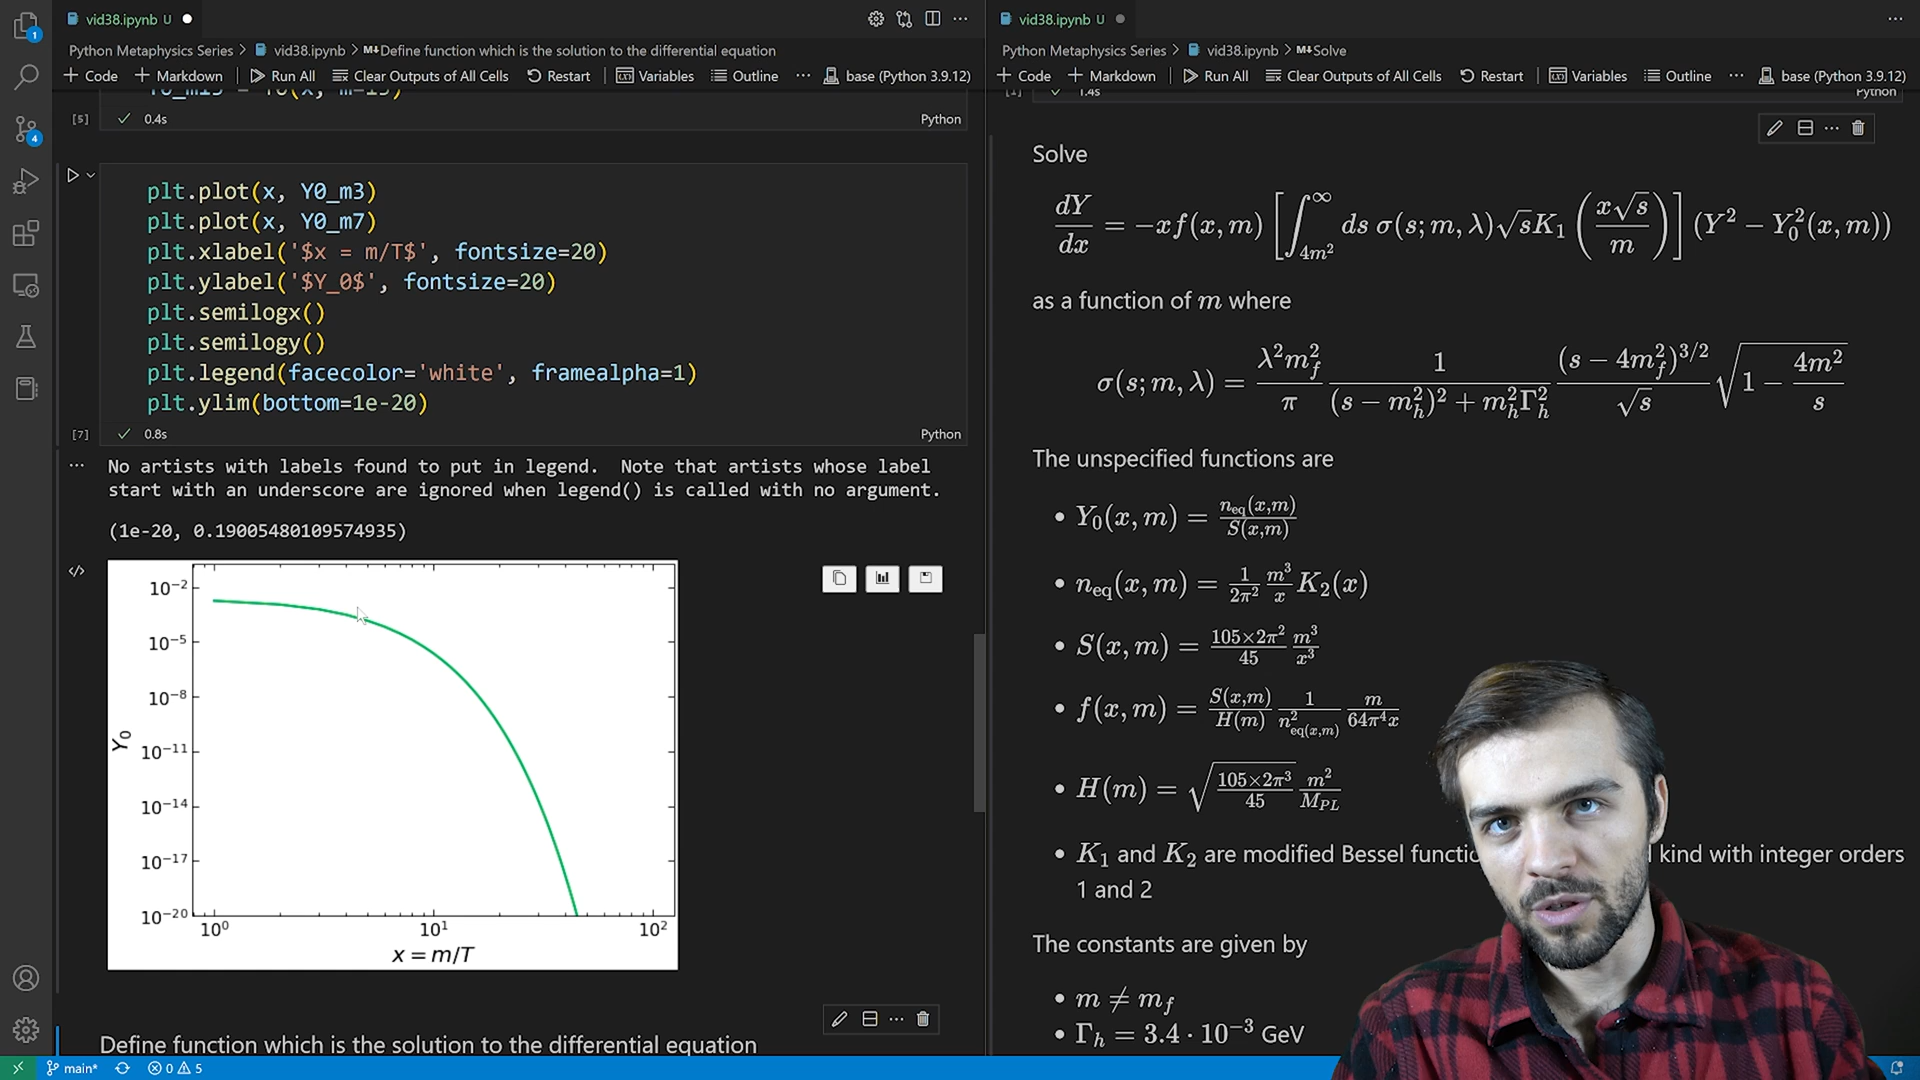 vid38.ipynb U
Python Metaphysics Series > vid38.ipynb > M↓Define function which is the solution to the differential equation
+ Code + Markdown Run All Clear Outputs of All Cells Restart Variables Outline ... base (Python 3.9.12)
[5] ✓ 0.4s Python
plt.plot(x, Y0_m3)
plt.plot(x, Y0_m7)
plt.xlabel('$x = m/T$', fontsize=20)
plt.ylabel('$Y_0$', fontsize=20)
plt.semilogx()
plt.semilogy()
plt.legend(facecolor='white', framealpha=1)
plt.ylim(bottom=1e-20)
[7] ✓ 0.8s Python
No artists with labels found to put in legend. Note that artists whose label
start with an underscore are ignored when legend() is called with no argument.
(1e-20, 0.19005480109574935)
10⁻²
10⁻⁵
10⁻⁸
10⁻¹¹
10⁻¹⁴
10⁻¹⁷
10⁻²⁰
Y₀
10⁰ 10¹ 10²
x = m/T
Define function which is the solution to the differential equation
main* 0 5
1
4
vid38.ipynb U
Python Metaphysics Series > vid38.ipynb > M↓Solve
+ Code + Markdown Run All Clear Outputs of All Cells Restart Variables Outline ... base (Python 3.9.12)
[1] ✓ 1.4s Python
Solve
dY/dx = −xf(x, m) [∫_{4m²}^∞ ds σ(s; m, λ)√s K₁ (x√s/m)] (Y² − Y₀²(x, m))
as a function of m where
σ(s; m, λ) = λ²m_f²/π 1/((s − m_h²)² + m_h²Γ_h²) (s − 4m_f²)^{3/2}/√s √(1 − 4m²/s)
The unspecified functions are
• Y₀(x, m) = n_eq(x,m)/S(x,m)
• n_eq(x, m) = 1/2π² m³/x K₂(x)
• S(x, m) = 105×2π²/45 m³/x³
• f(x, m) = S(x,m)/H(m) 1/n²_eq(x,m) m/64π⁴x
• H(m) = √(105×2π³/45) m²/M_PL
• K₁ and K₂ are modified Bessel functio kind with integer orders
1 and 2
The constants are given by
• m ≠ m_f
• Γ_h = 3.4 · 10⁻³ GeV